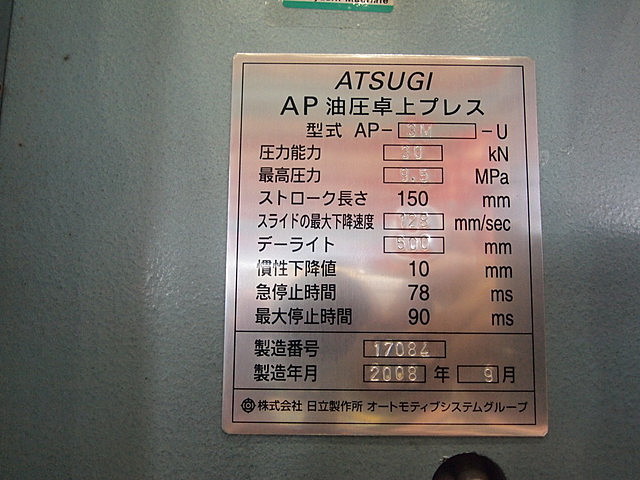 ATSUGI
AP 油圧卓上プレス
型式 AP- 3M -U
圧力能力 30 kN
最高圧力 9.5 MPa
ストローク長さ 150 mm
スライドの最大下降速度 128 mm/sec
デーライト 500 mm
慣性下降値 10 mm
急停止時間 78 ms
最大停止時間 90 ms
製造番号 17084
製造年月 2008 年 9 月
株式会社 日立製作所 オートモティブシステムグループ